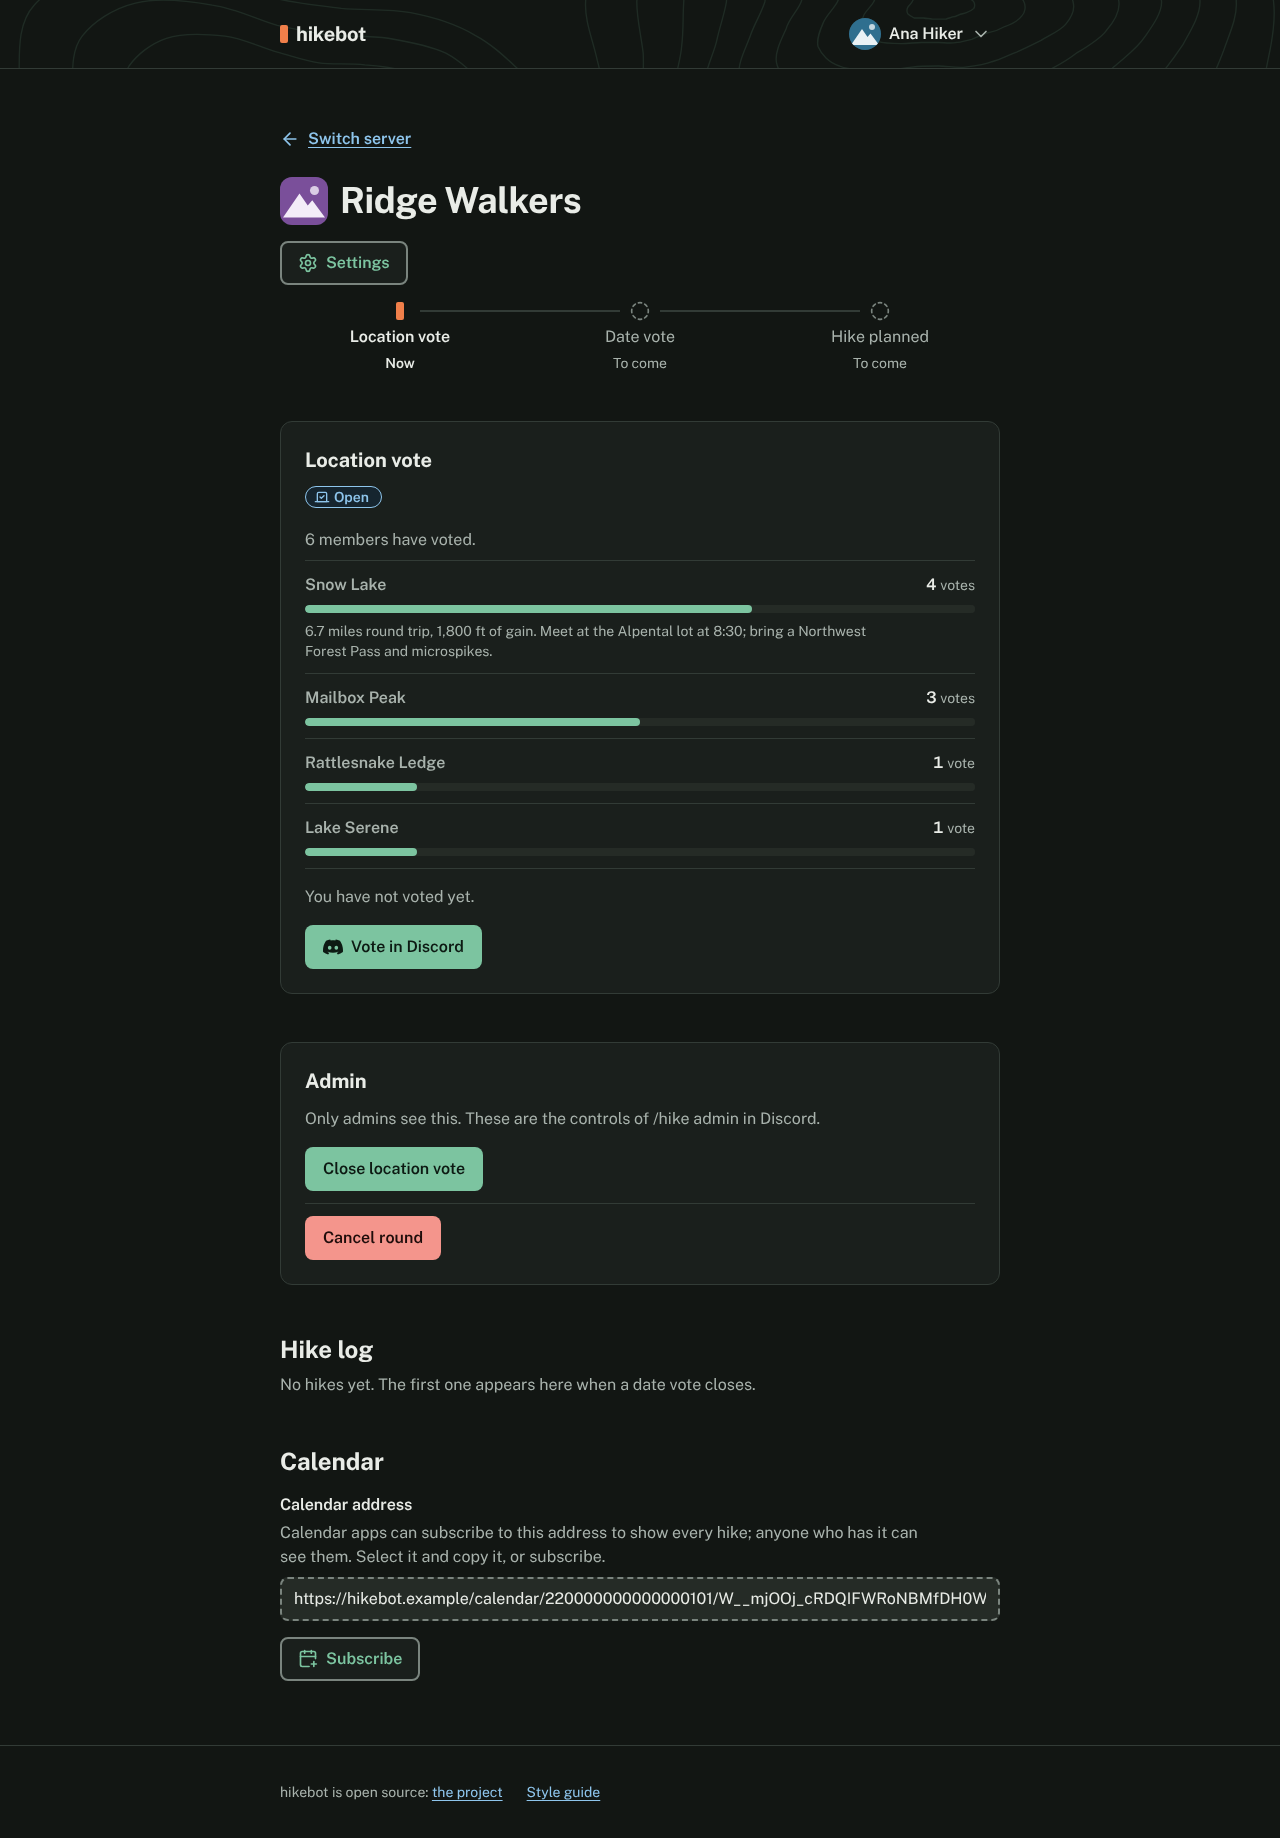 hikebot
Ana Hiker
Switch server
Ridge Walkers
Settings
Location vote
Now
Date vote
To come
Hike planned
To come
Location vote
Open
6 members have voted.
Snow Lake
4 votes
6.7 miles round trip, 1,800 ft of gain. Meet at the Alpental lot at 8:30; bring a Northwest
Forest Pass and microspikes.
Mailbox Peak
3 votes
Rattlesnake Ledge
1 vote
Lake Serene
1 vote
You have not voted yet.
Vote in Discord
Admin
Only admins see this. These are the controls of /hike admin in Discord.
Close location vote
Cancel round
Hike log
No hikes yet. The first one appears here when a date vote closes.
Calendar
Calendar address
Calendar apps can subscribe to this address to show every hike; anyone who has it can
see them. Select it and copy it, or subscribe.
https://hikebot.example/calendar/220000000000000101/W__mjOOj_cRDQIFWRoNBMfDH0W
Subscribe
hikebot is open source: the project
Style guide